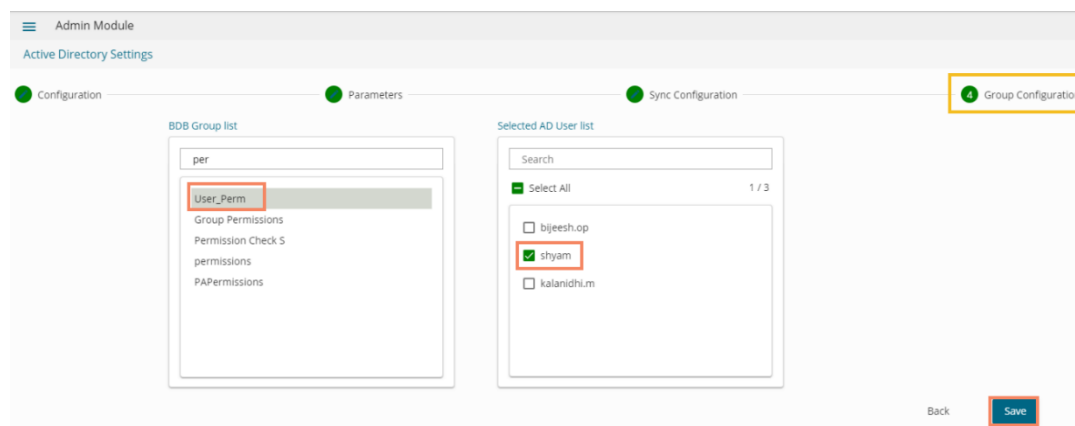 Admin Module
Active Directory Settings
Configuration
Parameters
Sync Configuration
4 Group Configuratio
BDB Group list
Selected AD User list
per
Search
Select All 1 / 3
User_Perm
Group Permissions
Permission Check S
permissions
PAPermissions
bijeesh.op
shyam
kalanidhi.m
Back
Save